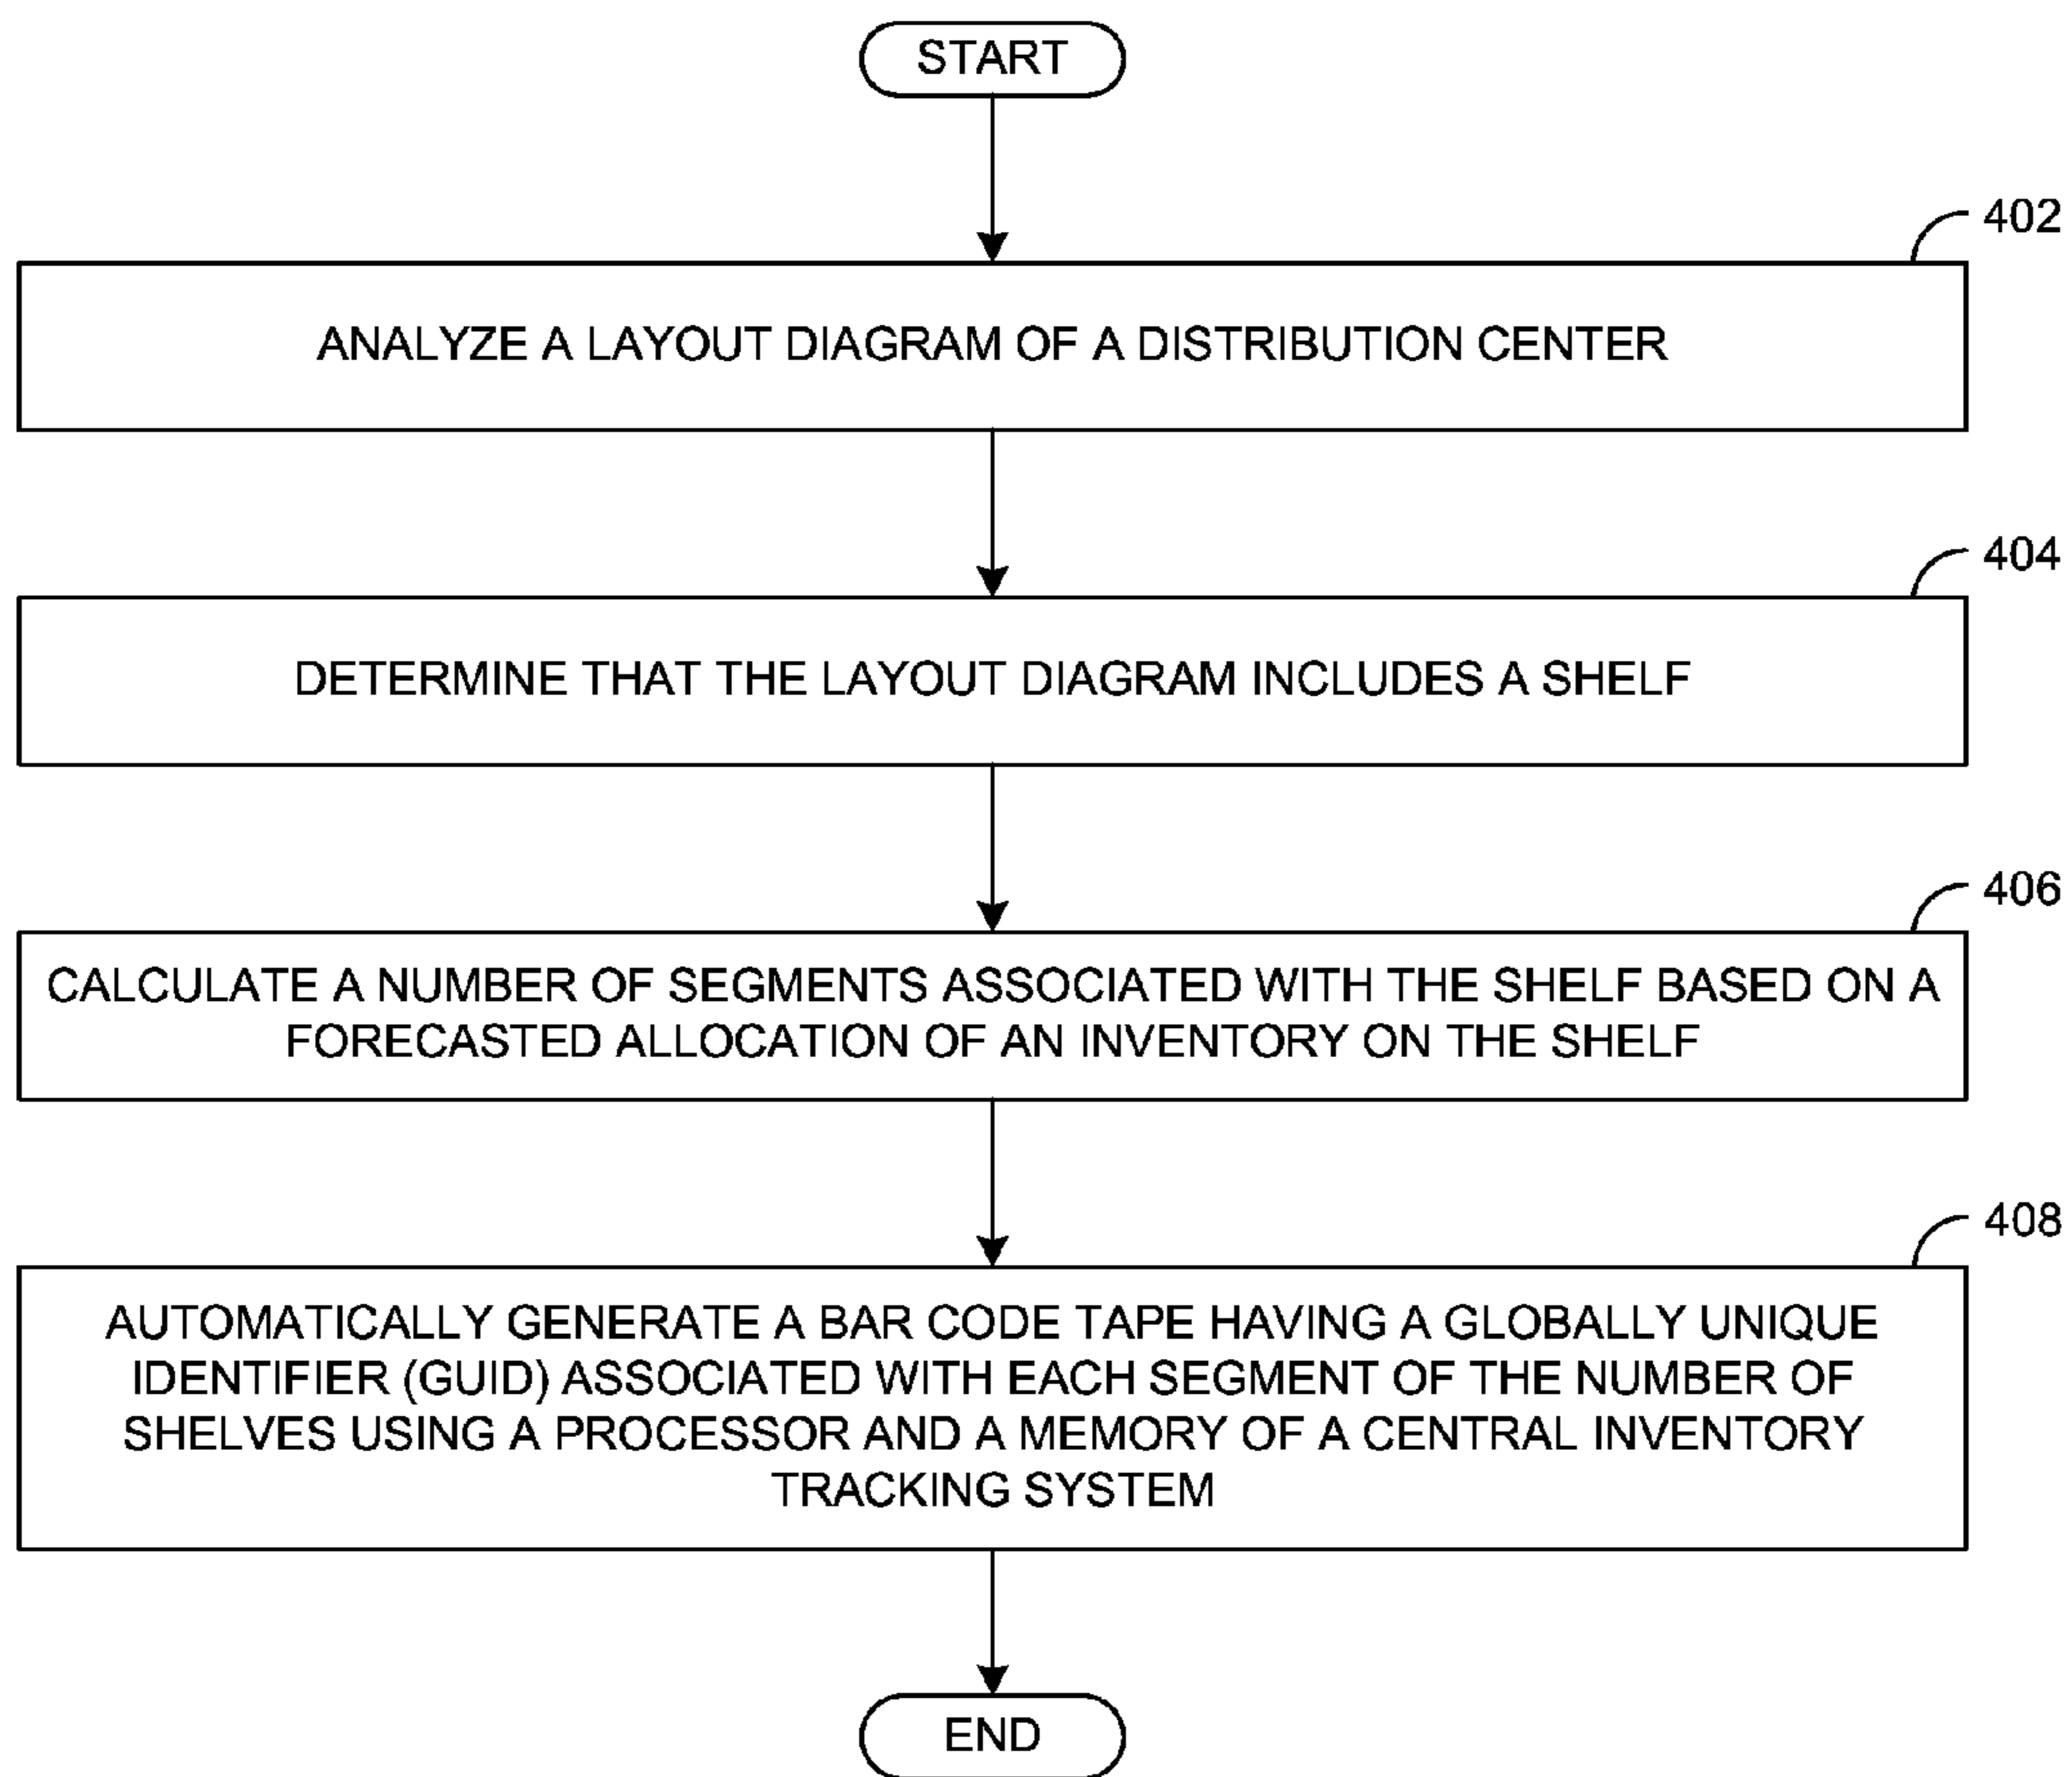 START
402
ANALYZE A LAYOUT DIAGRAM OF A DISTRIBUTION CENTER
404
DETERMINE THAT THE LAYOUT DIAGRAM INCLUDES A SHELF
406
CALCULATE A NUMBER OF SEGMENTS ASSOCIATED WITH THE SHELF BASED ON A
FORECASTED ALLOCATION OF AN INVENTORY ON THE SHELF
408
AUTOMATICALLY GENERATE A BAR CODE TAPE HAVING A GLOBALLY UNIQUE
IDENTIFIER (GUID) ASSOCIATED WITH EACH SEGMENT OF THE NUMBER OF
SHELVES USING A PROCESSOR AND A MEMORY OF A CENTRAL INVENTORY
TRACKING SYSTEM
END